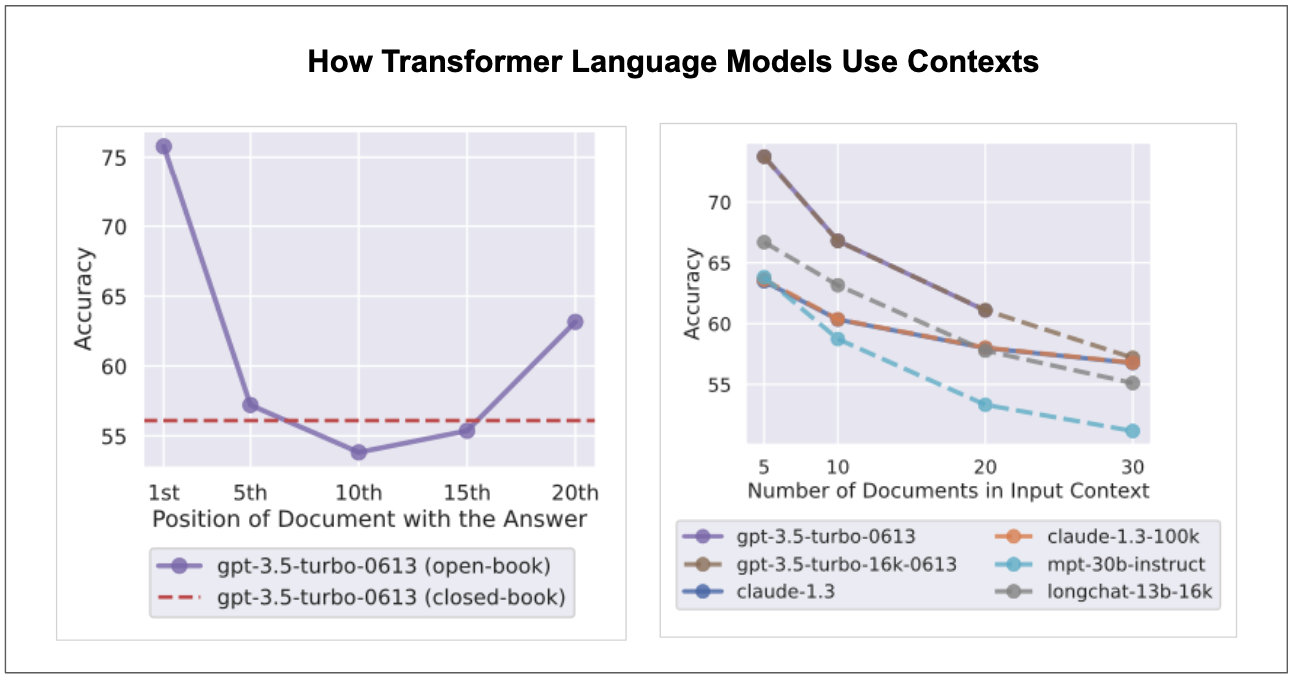 How Transformer Language Models Use Contexts
75
70
65
60
55
Accuracy
1st 5th 10th 15th 20th
Position of Document with the Answer
gpt-3.5-turbo-0613 (open-book)
gpt-3.5-turbo-0613 (closed-book)
70
65
60
55
Accuracy
5 10 20 30
Number of Documents in Input Context
gpt-3.5-turbo-0613
gpt-3.5-turbo-16k-0613
claude-1.3
claude-1.3-100k
mpt-30b-instruct
longchat-13b-16k